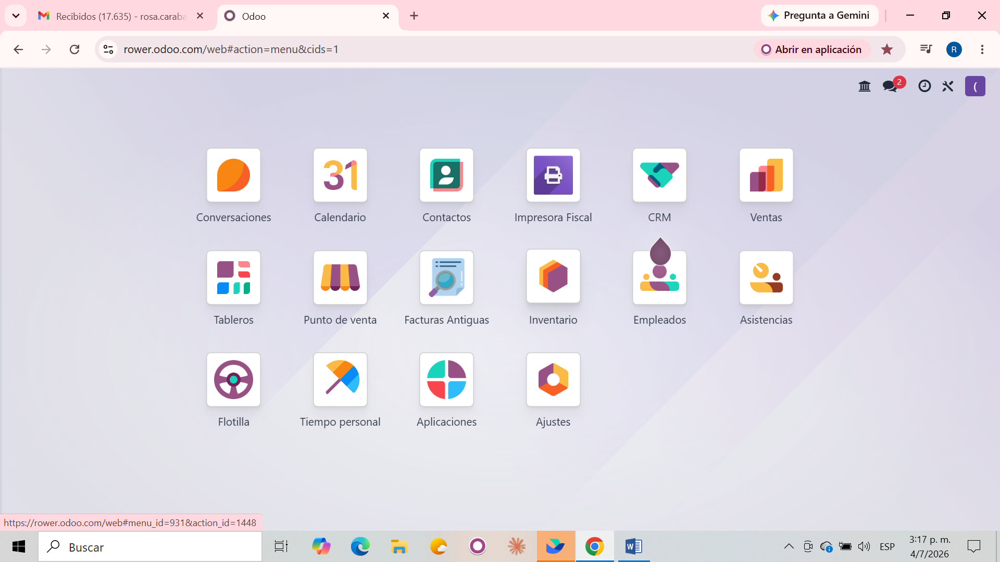 Recibidos (17.635) - rosa.caraba
Odoo
Pregunta a Gemini
rower.odoo.com/web#action=menu&cids=1
Abrir en aplicación
R
2
(
31
Conversaciones
Calendario
Contactos
Impresora Fiscal
CRM
Ventas
Tableros
Punto de venta
Facturas Antiguas
Inventario
Empleados
Asistencias
Flotilla
Tiempo personal
Aplicaciones
Ajustes
https://rower.odoo.com/web#menu_id=931&action_id=1448
Buscar
ESP
3:17 p. m.
4/7/2026